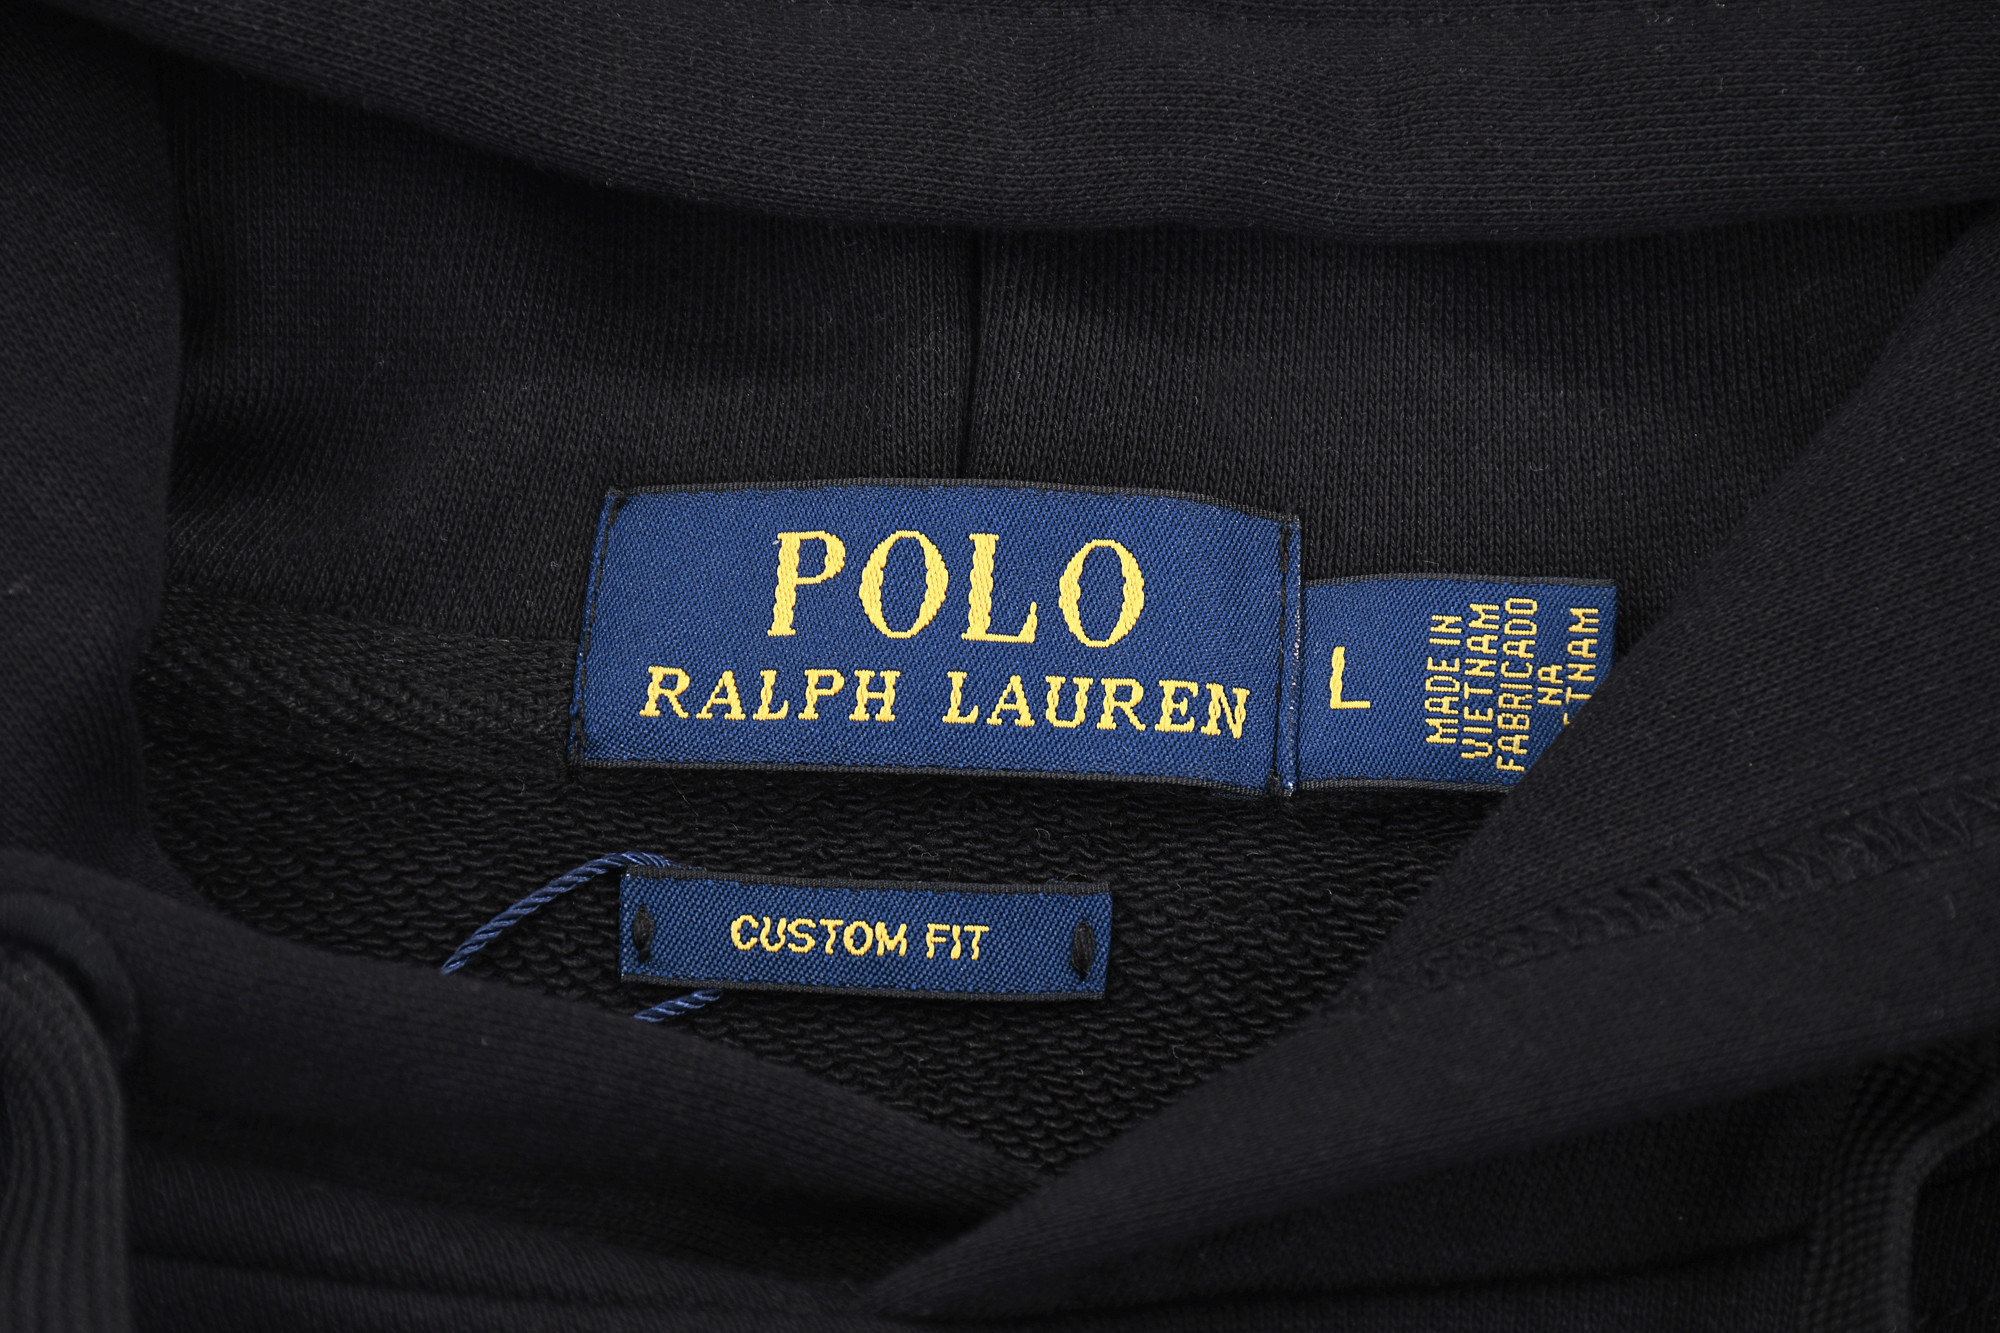 POLO
RALPH LAUREN
L
MADE IN
VIETNAM
FABRICADO
NA
CUSTOM FIT